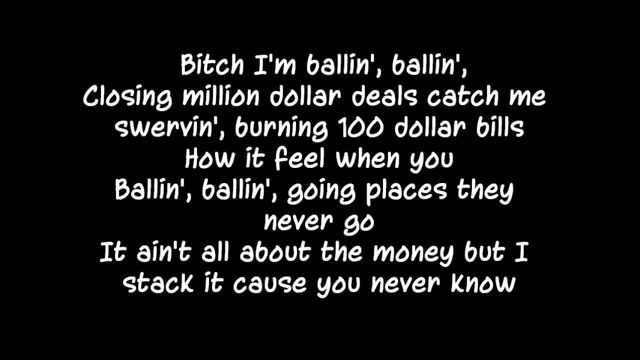 Bitch I'm ballin', ballin',
Closing million dollar deals catch me
swervin', burning 100 dollar bills
How it feel when you
Ballin', ballin', going places they
never go
It ain't all about the money but I
stack it cause you never know